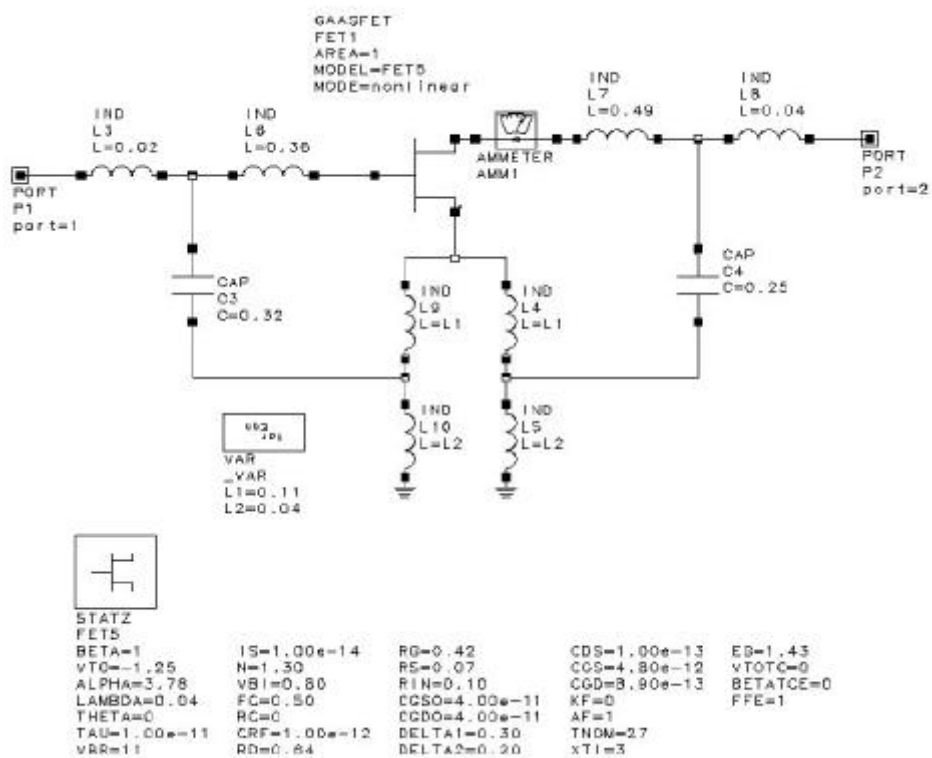 GAASFET
FET1
AREA=1
MODEL=FET5
MODE=nonlinear
IND
L3
L=0.02
IND
L6
L=0.36
AMMETER
AMM1
IND
L7
L=0.49
IND
L8
L=0.04
PORT
P1
port=1
PORT
P2
port=2
CAP
C3
C=0.32
IND
L9
L=L1
IND
L4
L=L1
CAP
C4
C=0.25
IND
L10
L=L2
IND
L5
L=L2
VAR
_VAR
L1=0.11
L2=0.04
STATZ
FET5
BETA=1 IS=1.00e-14 RG=0.42 CDS=1.00e-13 EG=1.43
VTO=-1.25 N=1.30 RS=0.07 CGS=4.80e-12 VTOTC=0
ALPHA=3.78 VBI=0.80 RIN=0.10 CGD=8.90e-13 BETATCE=0
LAMBDA=0.04 FC=0.50 CGSO=4.00e-11 KF=0 FFE=1
THETA=0 RC=0 CGDO=4.00e-11 AF=1
TAU=1.00e-11 CRF=1.00e-12 DELTA1=0.30 TNOM=27
VBR=11 RD=0.64 DELTA2=0.20 XTI=3